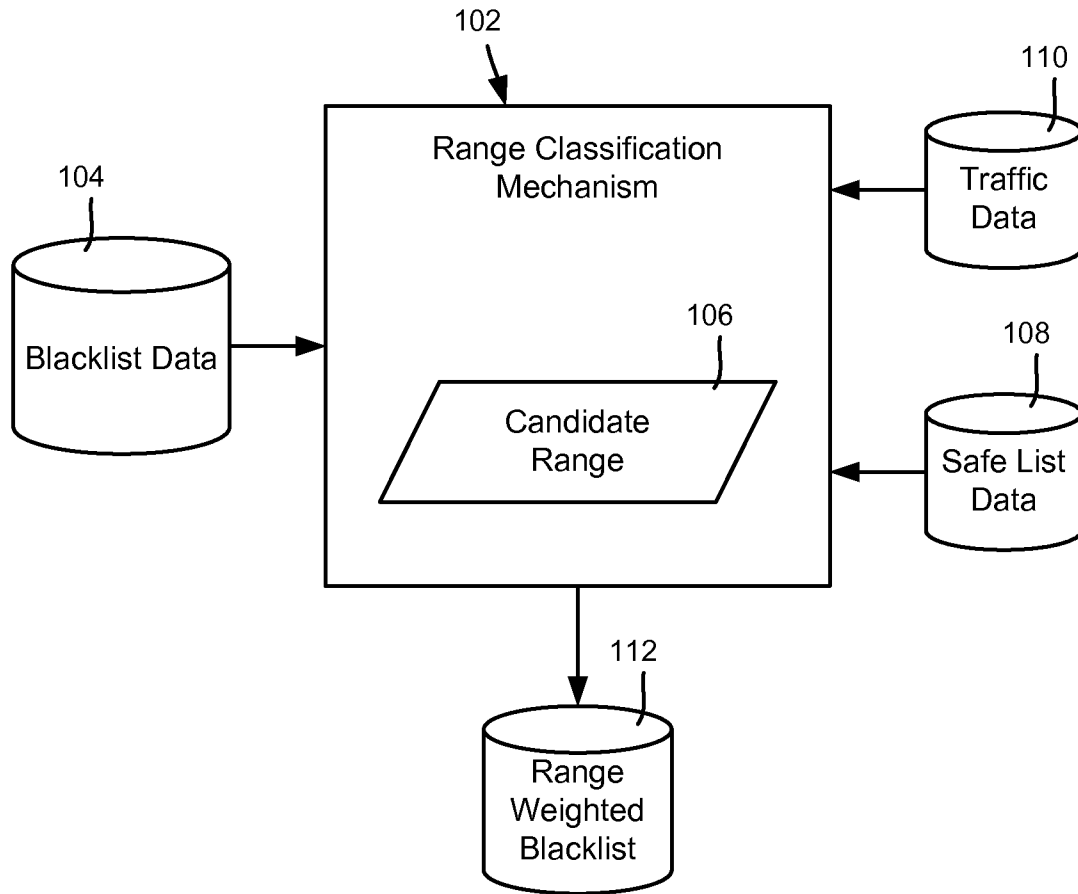 102
110
Range Classification
Mechanism
Traffic
Data
104
Blacklist Data
106
Candidate
Range
108
Safe List
Data
112
Range
Weighted
Blacklist